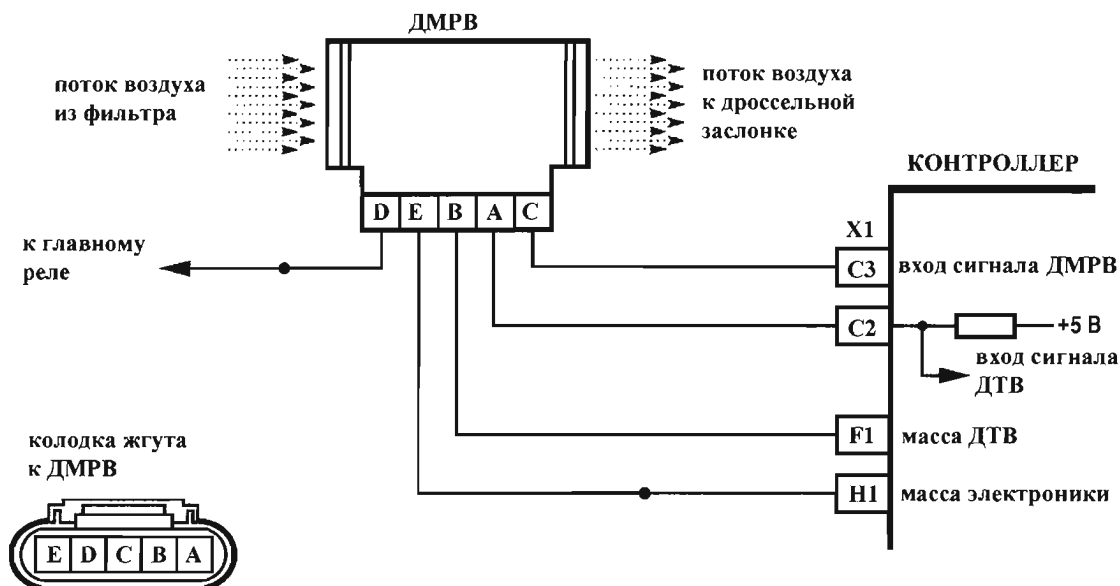 ДМРВ
поток воздуха
из фильтра
поток воздуха
к дроссельной
заслонке
КОНТРОЛЛЕР
D E B A C
к главному
реле
X1
C3 вход сигнала ДМРВ
C2 +5 В
вход сигнала
ДТВ
F1 масса ДТВ
H1 масса электроники
колодка жгута
к ДМРВ
E D C B A